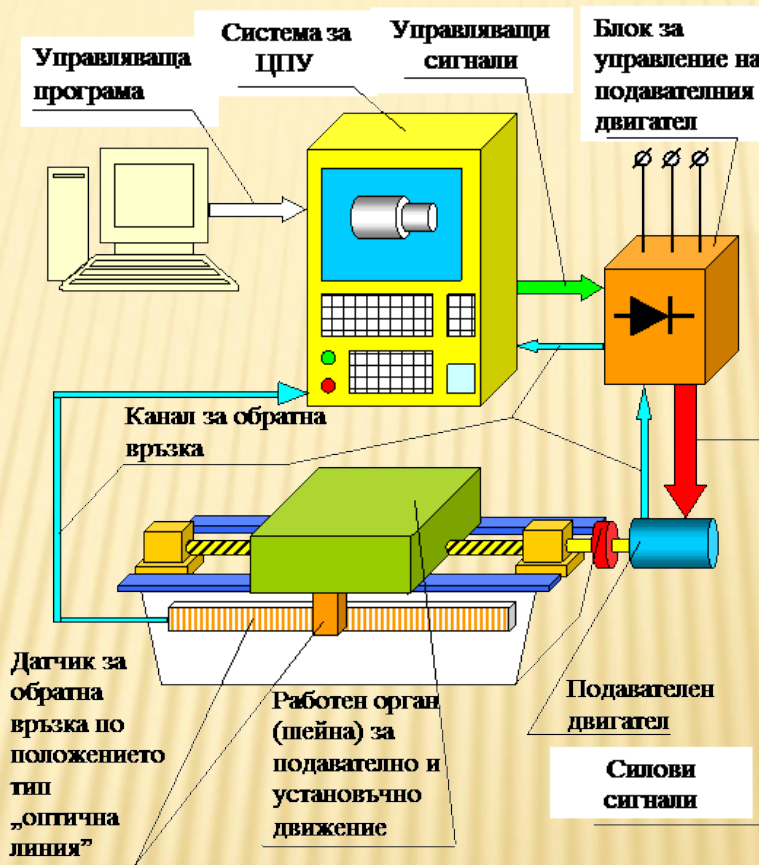 Управляваща
програма
Система за
ЦПУ
Управляващи
сигнали
Блок за
управление на
подавателния
двигател
Канал за обратна
връзка
Датчик за
обратна
връзка по
положението
тип
„оптична
линия”
Работен орган
(шейна) за
подавателно и
установъчно
движение
Подавателен
двигател
Силови
сигнали